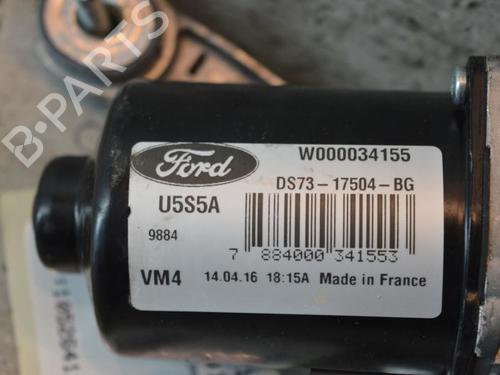 B-PARTS
Ford
W000034155
DS73-17504-BG
U5S5A
9884
7 884000 341553
VM4 14.04.16 18:15A Made in France